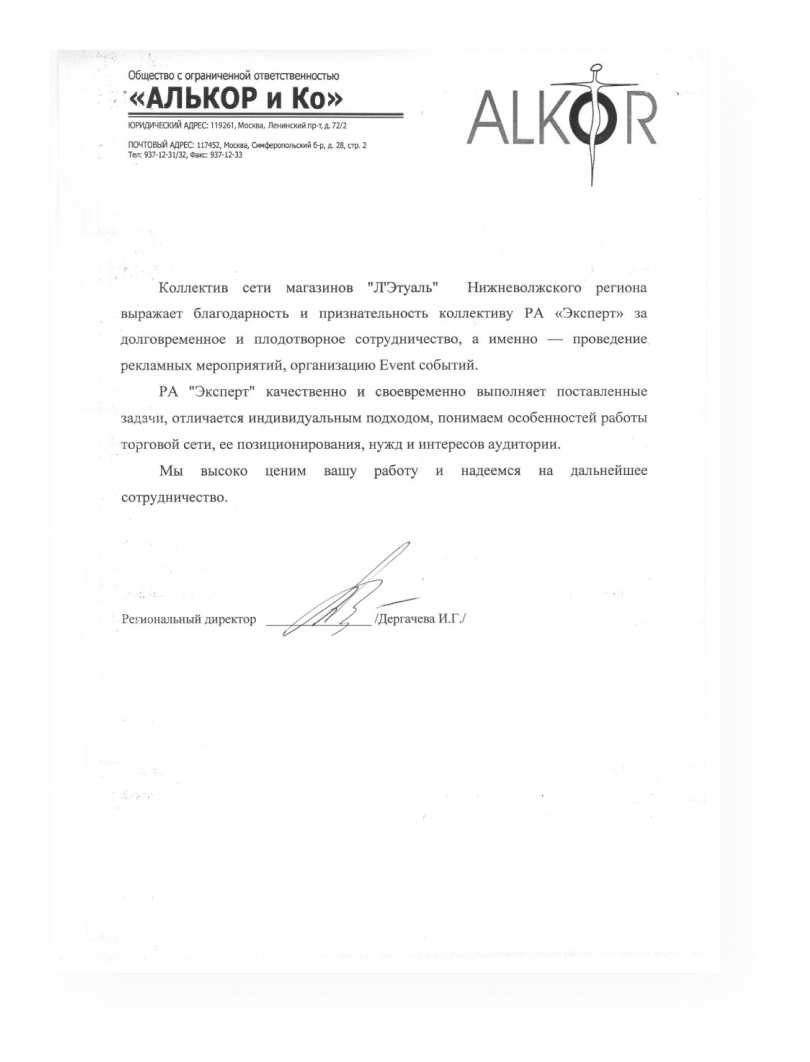 Общество с ограниченной ответственностью
«АЛЬКОР и Ко»
ЮРИДИЧЕСКИЙ АДРЕС: 119261, Москва, Ленинский пр-т, д. 72/2
ПОЧТОВЫЙ АДРЕС: 117452, Москва, Симферопольский б-р, д. 28, стр. 2
Тел: 937-12-31/32, Факс: 937-12-33
ALKOR
Коллектив сети магазинов "Л'Этуаль" Нижневолжского региона
выражает благодарность и признательность коллективу РА «Эксперт» за
долговременное и плодотворное сотрудничество, а именно — проведение
рекламных мероприятий, организацию Event событий.
РА "Эксперт" качественно и своевременно выполняет поставленные
задачи, отличается индивидуальным подходом, понимаем особенностей работы
торговой сети, ее позиционирования, нужд и интересов аудитории.
Мы высоко ценим вашу работу и надеемся на дальнейшее
сотрудничество.
Региональный директор /Дергачева И.Г./